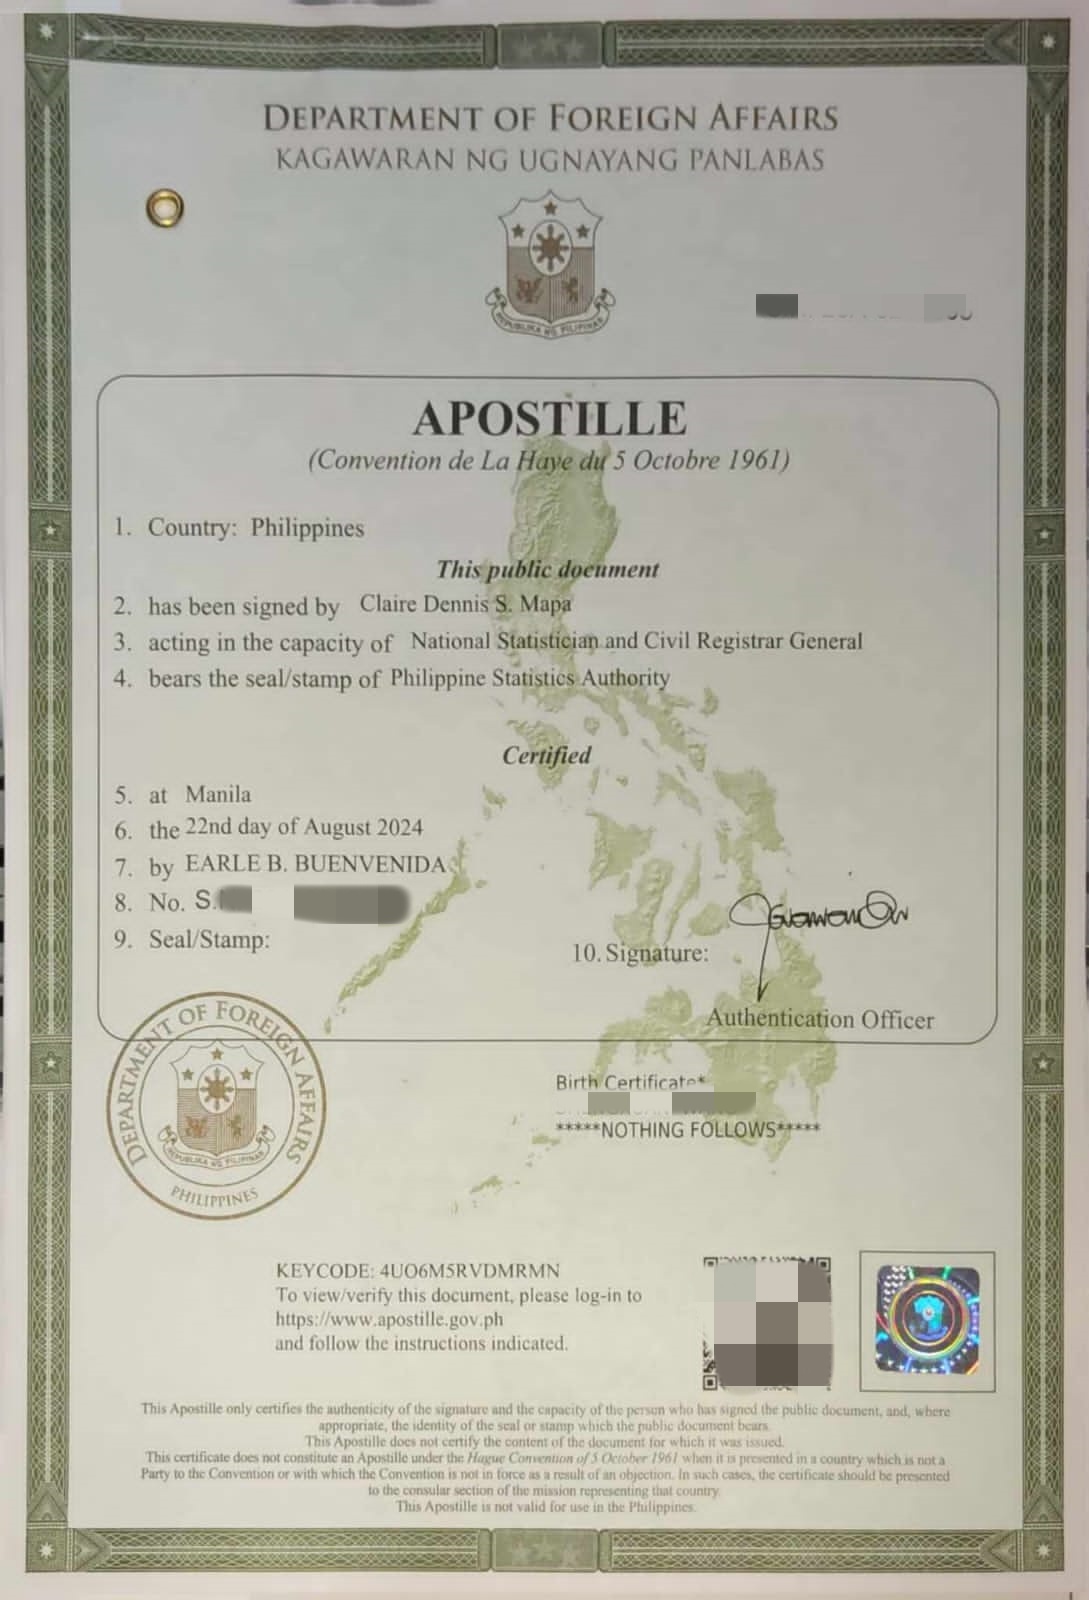 DEPARTMENT OF FOREIGN AFFAIRS
KAGAWARAN NG UGNAYANG PANLABAS
REPUBLIKA NG PILIPINAS
APOSTILLE
(Convention de La Haye du 5 Octobre 1961)
1. Country: Philippines
This public document
2. has been signed by Claire Dennis S. Mapa
3. acting in the capacity of National Statistician and Civil Registrar General
4. bears the seal/stamp of Philippine Statistics Authority
Certified
5. at Manila
6. the 22nd day of August 2024
7. by EARLE B. BUENVENIDA
8. No. S.
9. Seal/Stamp:
10. Signature:
Authentication Officer
DEPARTMENT OF FOREIGN AFFAIRS
REPUBLIKA NG PILIPINAS
PHILIPPINES
Birth Certificate*
*****NOTHING FOLLOWS*****
KEYCODE: 4UO6M5RVDMRMN
To view/verify this document, please log-in to
https://www.apostille.gov.ph
and follow the instructions indicated.
This Apostille only certifies the authenticity of the signature and the capacity of the person who has signed the public document, and, where
appropriate, the identity of the seal or stamp which the public document bears.
This Apostille does not certify the content of the document for which it was issued.
This certificate does not constitute an Apostille under the Hague Convention of 5 October 1961 when it is presented in a country which is not a
Party to the Convention or with which the Convention is not in force as a result of an objection. In such cases, the certificate should be presented
to the consular section of the mission representing that country.
This Apostille is not valid for use in the Philippines.